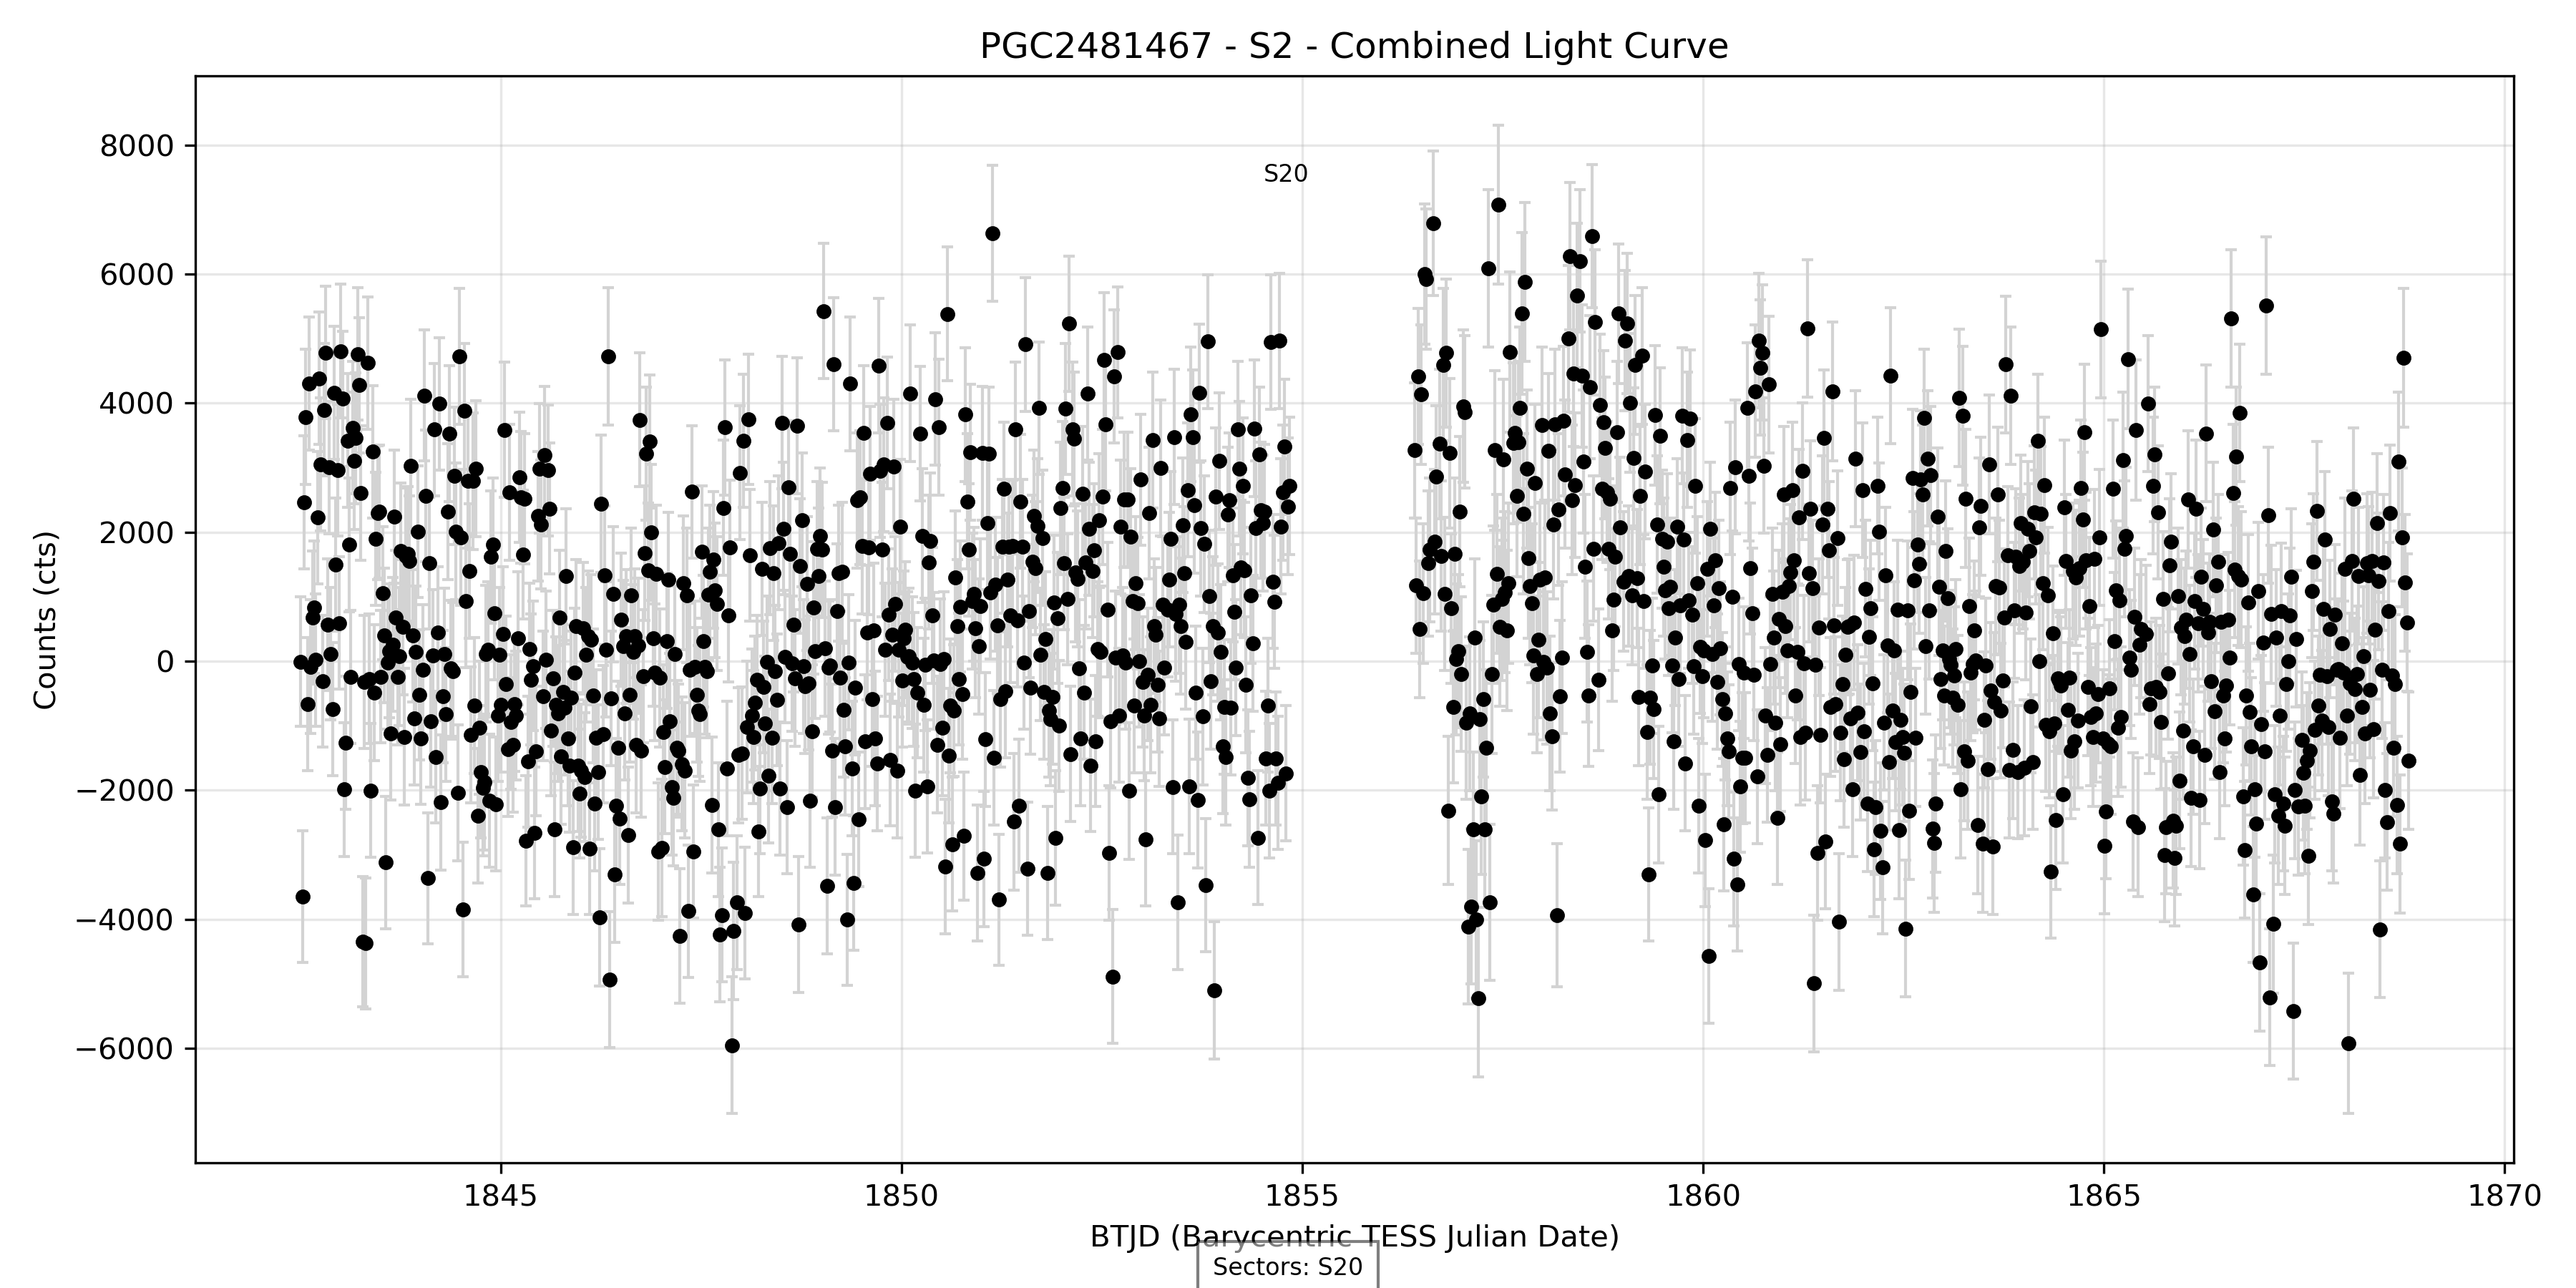 PGC2481467 - S2 - Combined Light Curve
8000
6000
4000
2000
0
−2000
−4000
−6000
Counts (cts)
S20
1845
1850
1855
1860
1865
1870
BTJD (Barycentric TESS Julian Date)
Sectors: S20